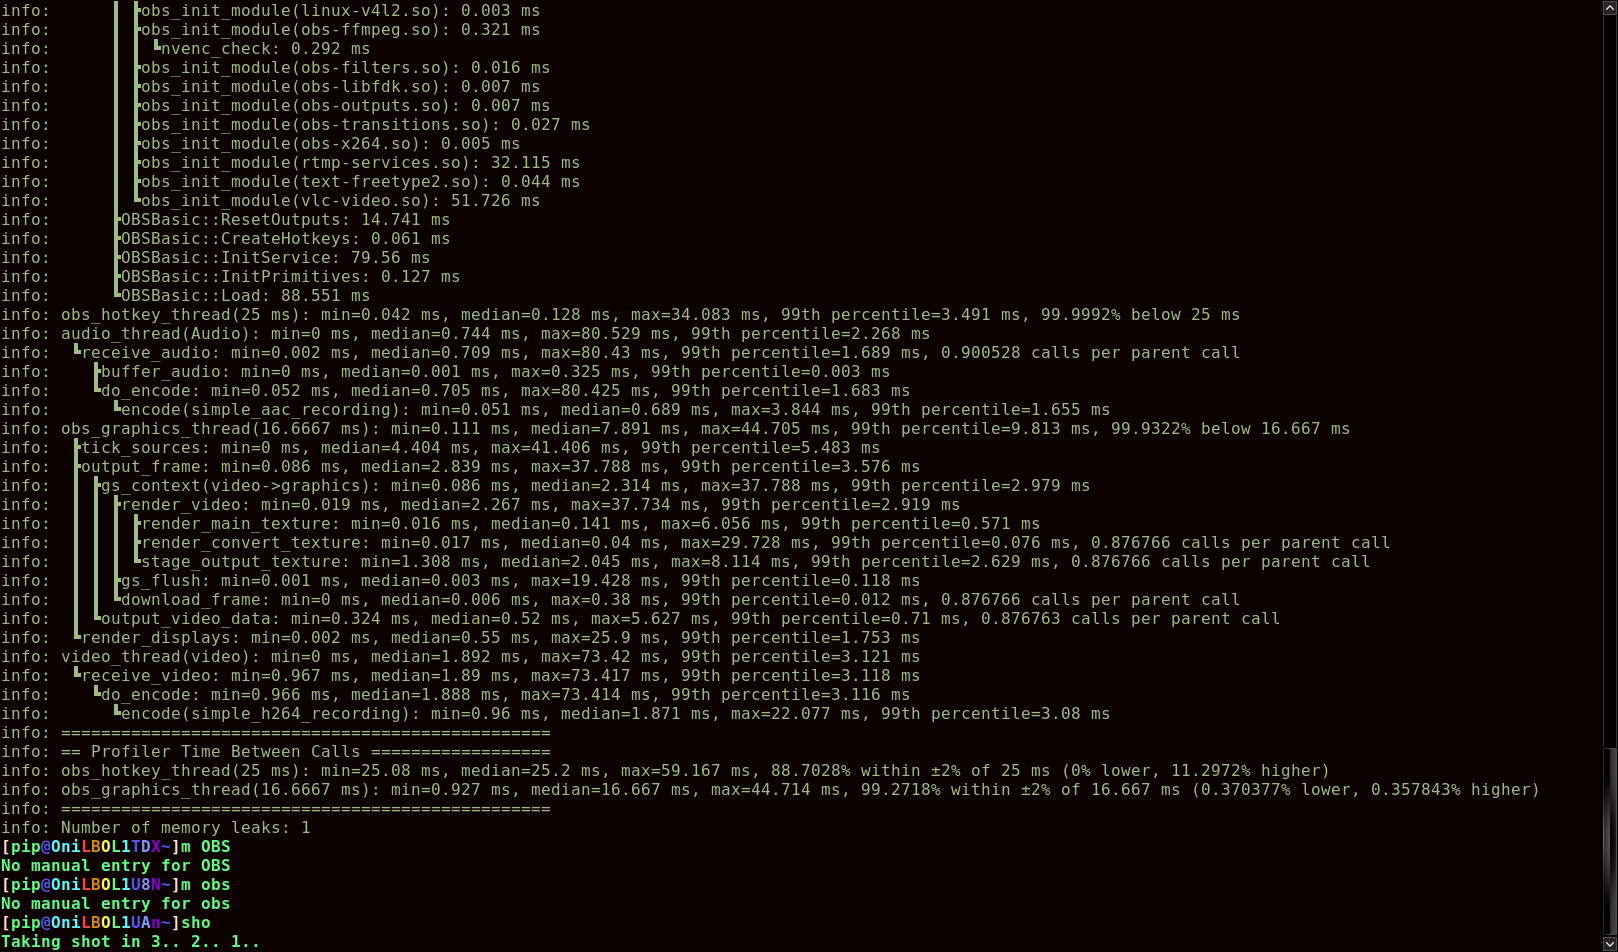 info:       ┃ ┣obs_init_module(linux-v4l2.so): 0.003 ms
info:       ┃ ┣obs_init_module(obs-ffmpeg.so): 0.321 ms
info:       ┃ ┃ ┗nvenc_check: 0.292 ms
info:       ┃ ┣obs_init_module(obs-filters.so): 0.016 ms
info:       ┃ ┣obs_init_module(obs-libfdk.so): 0.007 ms
info:       ┃ ┣obs_init_module(obs-outputs.so): 0.007 ms
info:       ┃ ┣obs_init_module(obs-transitions.so): 0.027 ms
info:       ┃ ┣obs_init_module(obs-x264.so): 0.005 ms
info:       ┃ ┣obs_init_module(rtmp-services.so): 32.115 ms
info:       ┃ ┣obs_init_module(text-freetype2.so): 0.044 ms
info:       ┃ ┗obs_init_module(vlc-video.so): 51.726 ms
info:       ┣OBSBasic::ResetOutputs: 14.741 ms
info:       ┣OBSBasic::CreateHotkeys: 0.061 ms
info:       ┣OBSBasic::InitService: 79.56 ms
info:       ┣OBSBasic::InitPrimitives: 0.127 ms
info:       ┗OBSBasic::Load: 88.551 ms
info: obs_hotkey_thread(25 ms): min=0.042 ms, median=0.128 ms, max=34.083 ms, 99th percentile=3.491 ms, 99.9992% below 25 ms
info: audio_thread(Audio): min=0 ms, median=0.744 ms, max=80.529 ms, 99th percentile=2.268 ms
info:  ┗receive_audio: min=0.002 ms, median=0.709 ms, max=80.43 ms, 99th percentile=1.689 ms, 0.900528 calls per parent call
info:    ┣buffer_audio: min=0 ms, median=0.001 ms, max=0.325 ms, 99th percentile=0.003 ms
info:    ┗do_encode: min=0.052 ms, median=0.705 ms, max=80.425 ms, 99th percentile=1.683 ms
info:      ┗encode(simple_aac_recording): min=0.051 ms, median=0.689 ms, max=3.844 ms, 99th percentile=1.655 ms
info: obs_graphics_thread(16.6667 ms): min=0.111 ms, median=7.891 ms, max=44.705 ms, 99th percentile=9.813 ms, 99.9322% below 16.667 ms
info:  ┣tick_sources: min=0 ms, median=4.404 ms, max=41.406 ms, 99th percentile=5.483 ms
info:  ┣output_frame: min=0.086 ms, median=2.839 ms, max=37.788 ms, 99th percentile=3.576 ms
info:  ┃ ┣gs_context(video->graphics): min=0.086 ms, median=2.314 ms, max=37.788 ms, 99th percentile=2.979 ms
info:  ┃ ┃ ┣render_video: min=0.019 ms, median=2.267 ms, max=37.734 ms, 99th percentile=2.919 ms
info:  ┃ ┃ ┃ ┣render_main_texture: min=0.016 ms, median=0.141 ms, max=6.056 ms, 99th percentile=0.571 ms
info:  ┃ ┃ ┃ ┣render_convert_texture: min=0.017 ms, median=0.04 ms, max=29.728 ms, 99th percentile=0.076 ms, 0.876766 calls per parent call
info:  ┃ ┃ ┃ ┗stage_output_texture: min=1.308 ms, median=2.045 ms, max=8.114 ms, 99th percentile=2.629 ms, 0.876766 calls per parent call
info:  ┃ ┃ ┣gs_flush: min=0.001 ms, median=0.003 ms, max=19.428 ms, 99th percentile=0.118 ms
info:  ┃ ┃ ┗download_frame: min=0 ms, median=0.006 ms, max=0.38 ms, 99th percentile=0.012 ms, 0.876766 calls per parent call
info:  ┃ ┗output_video_data: min=0.324 ms, median=0.52 ms, max=5.627 ms, 99th percentile=0.71 ms, 0.876763 calls per parent call
info:  ┗render_displays: min=0.002 ms, median=0.55 ms, max=25.9 ms, 99th percentile=1.753 ms
info: video_thread(video): min=0 ms, median=1.892 ms, max=73.42 ms, 99th percentile=3.121 ms
info:  ┗receive_video: min=0.967 ms, median=1.89 ms, max=73.417 ms, 99th percentile=3.118 ms
info:    ┗do_encode: min=0.966 ms, median=1.888 ms, max=73.414 ms, 99th percentile=3.116 ms
info:      ┗encode(simple_h264_recording): min=0.96 ms, median=1.871 ms, max=22.077 ms, 99th percentile=3.08 ms
info: =================================================
info: == Profiler Time Between Calls ==================
info: obs_hotkey_thread(25 ms): min=25.08 ms, median=25.2 ms, max=59.167 ms, 88.7028% within ±2% of 25 ms (0% lower, 11.2972% higher)
info: obs_graphics_thread(16.6667 ms): min=0.927 ms, median=16.667 ms, max=44.714 ms, 99.2718% within ±2% of 16.667 ms (0.370377% lower, 0.357843% higher)
info: =================================================
info: Number of memory leaks: 1
[pip@OniLBOL1TDX~]m OBS
No manual entry for OBS
[pip@OniLBOL1U8N~]m obs
No manual entry for obs
[pip@OniLBOL1UAn~]sho
Taking shot in 3.. 2.. 1..